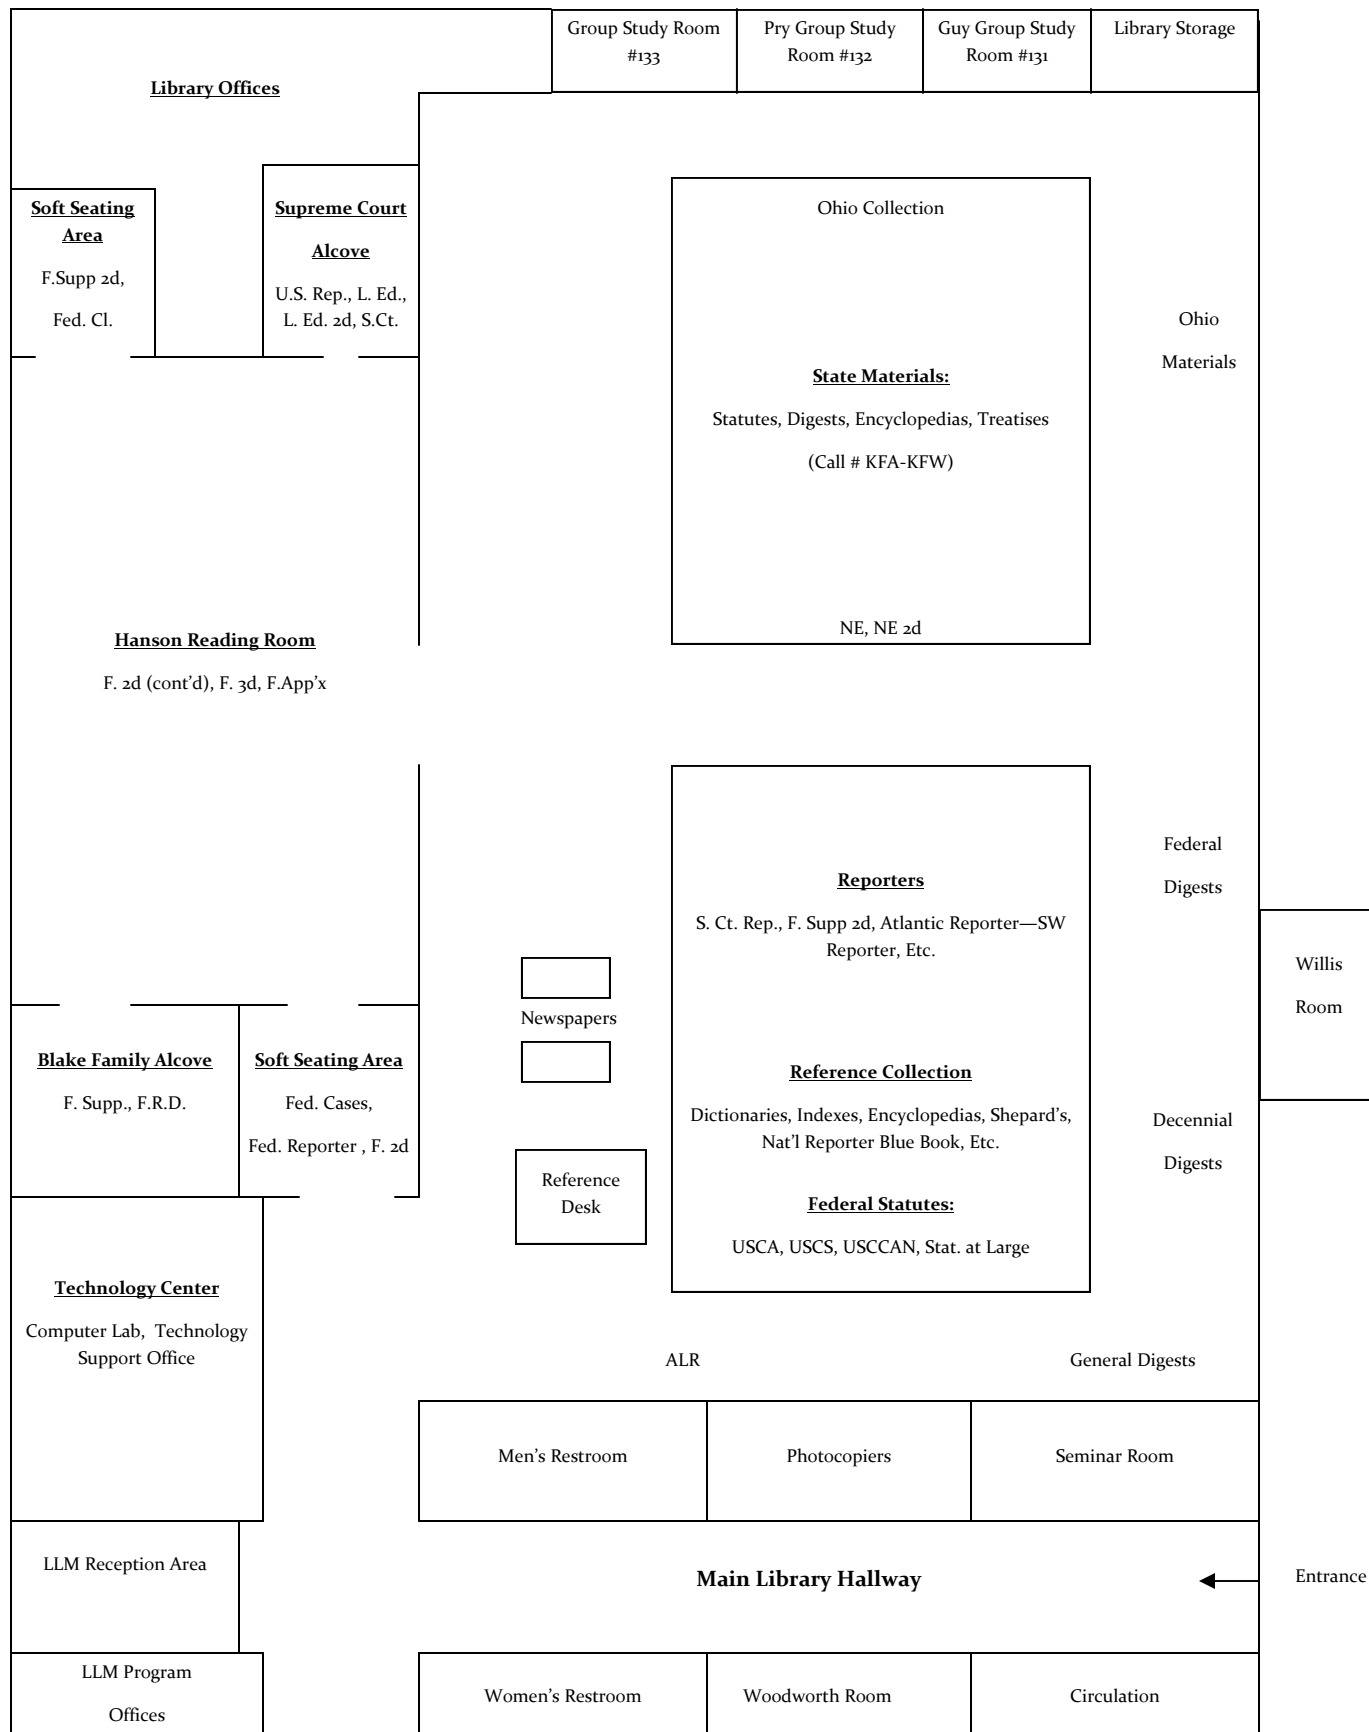 Group Study Room
#133
Pry Group Study
Room #132
Guy Group Study
Room #131
Library Storage
Library Offices
Soft Seating
Area
F.Supp 2d,
Fed. Cl.
Supreme Court
Alcove
U.S. Rep., L. Ed.,
L. Ed. 2d, S.Ct.
Ohio Collection
State Materials:
Statutes, Digests, Encyclopedias, Treatises
(Call # KFA-KFW)
NE, NE 2d
Ohio
Materials
Hanson Reading Room
F. 2d (cont’d), F. 3d, F.App’x
Reporters
S. Ct. Rep., F. Supp 2d, Atlantic Reporter—SW
Reporter, Etc.
Federal
Digests
Willis
Room
Newspapers
Blake Family Alcove
F. Supp., F.R.D.
Soft Seating Area
Fed. Cases,
Fed. Reporter , F. 2d
Reference Collection
Dictionaries, Indexes, Encyclopedias, Shepard’s,
Nat’l Reporter Blue Book, Etc.
Decennial
Digests
Reference
Desk
Federal Statutes:
USCA, USCS, USCCAN, Stat. at Large
Technology Center
Computer Lab,  Technology
Support Office
ALR
General Digests
Men’s Restroom
Photocopiers
Seminar Room
LLM Reception Area
Main Library Hallway
Entrance
LLM Program
Offices
Women’s Restroom
Woodworth Room
Circulation